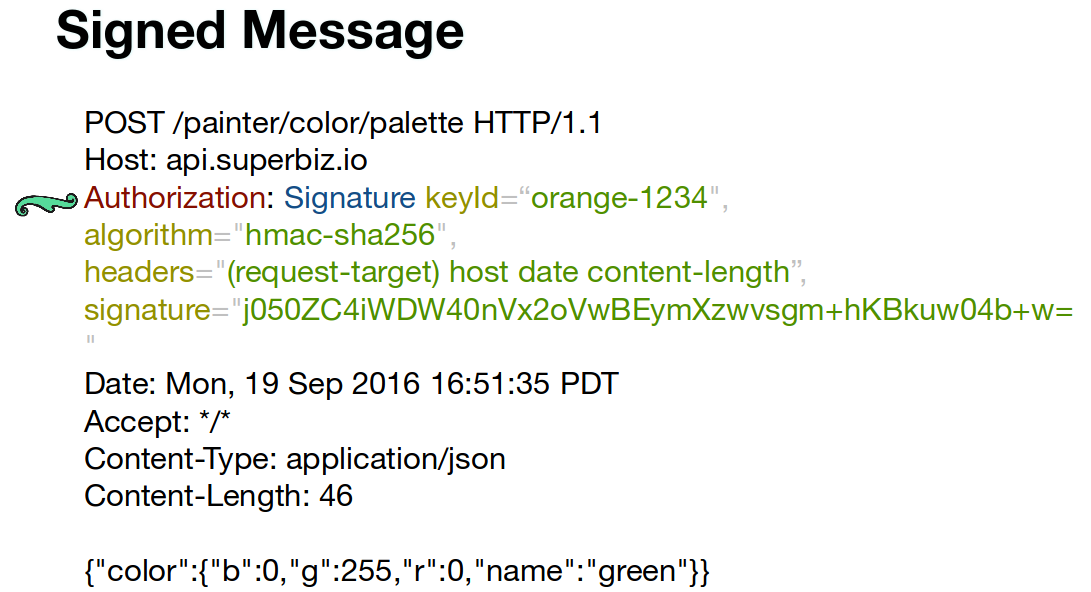 Signed Message
POST /painter/color/palette HTTP/1.1
Host: api.superbiz.io
Authorization: Signature keyId=“orange-1234",
algorithm="hmac-sha256",
headers="(request-target) host date content-length”,
signature="j050ZC4iWDW40nVx2oVwBEymXzwvsgm+hKBkuw04b+w=
"
Date: Mon, 19 Sep 2016 16:51:35 PDT
Accept: */*
Content-Type: application/json
Content-Length: 46
{"color":{"b":0,"g":255,"r":0,"name":"green"}}